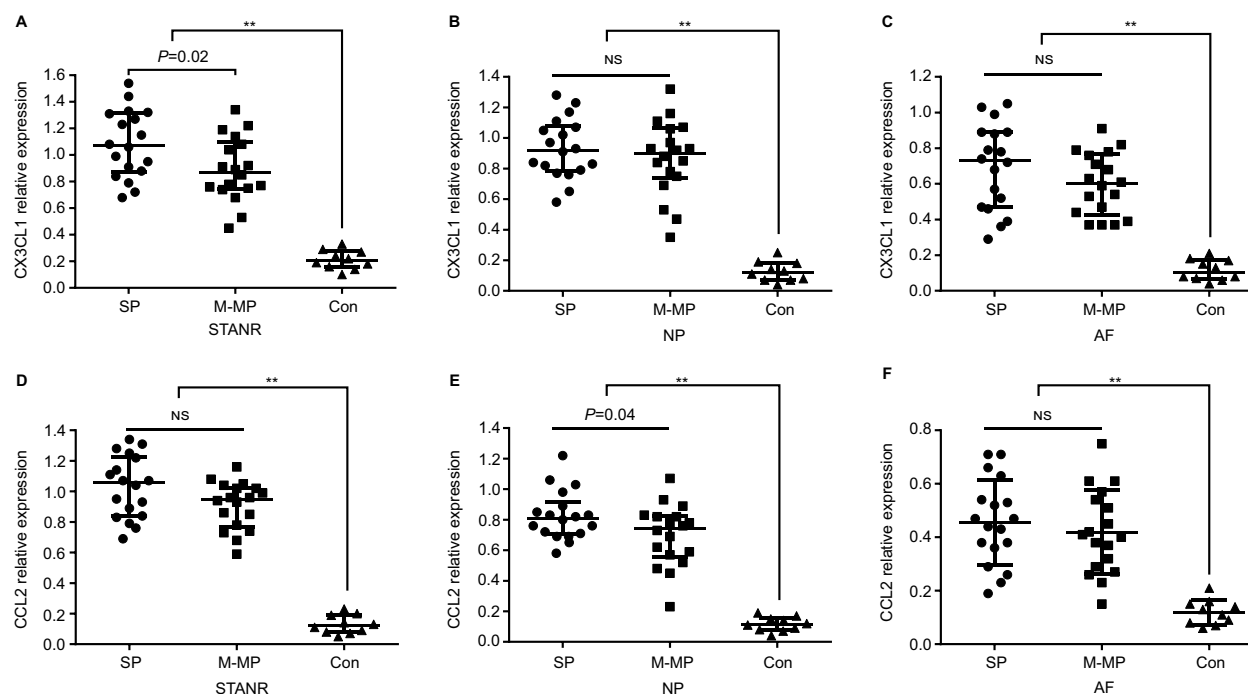 A
**
P=0.02
CX3CL1 relative expression
1.6
1.4
1.2
1.0
0.8
0.6
0.4
0.2
0.0
SP M-MP Con
STANR
B
**
NS
CX3CL1 relative expression
1.4
1.2
1.0
0.8
0.6
0.4
0.2
0.0
SP M-MP Con
NP
C
**
NS
CX3CL1 relative expression
1.2
1.0
0.8
0.6
0.4
0.2
0.0
SP M-MP Con
AF
D
**
NS
CCL2 relative expression
1.4
1.2
1.0
0.8
0.6
0.4
0.2
0.0
SP M-MP Con
STANR
E
**
P=0.04
CCL2 relative expression
1.4
1.2
1.0
0.8
0.6
0.4
0.2
0.0
SP M-MP Con
NP
F
**
NS
CCL2 relative expression
0.8
0.6
0.4
0.2
0.0
SP M-MP Con
AF